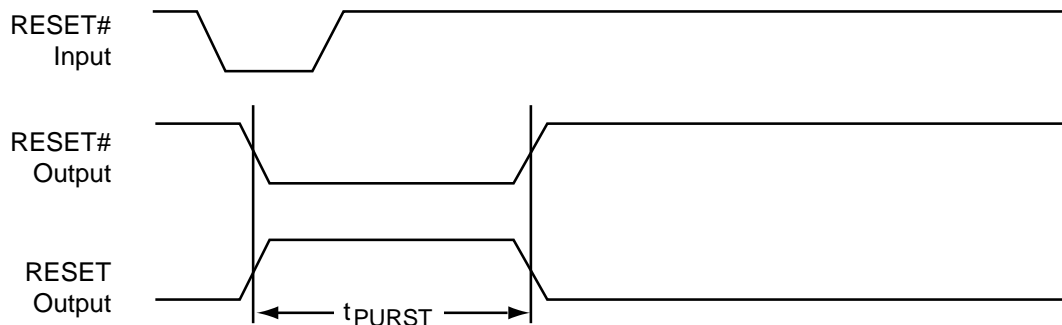 RESET#
Input
RESET#
Output
RESET
Output
tPURST